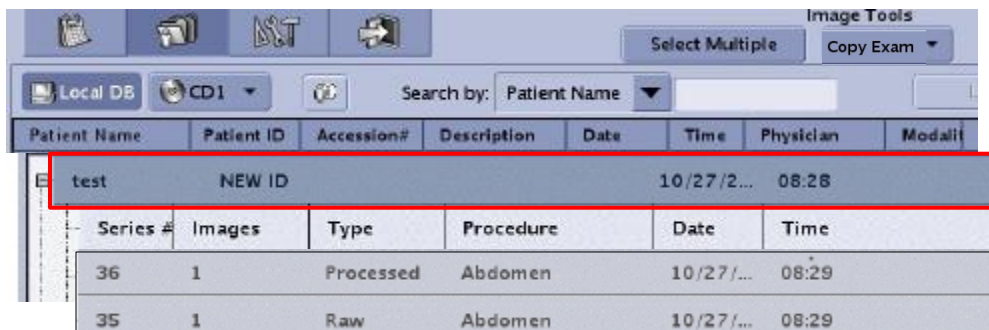 Image Tools
Select Multiple Copy Exam
Local DB CD1 Search by: Patient Name
Patient Name Patient ID Accession# Description Date Time Physician Modalit
test NEW ID 10/27/2... 08:28
Series # Images Type Procedure Date Time
36 1 Processed Abdomen 10/27/... 08:29
35 1 Raw Abdomen 10/27/... 08:29